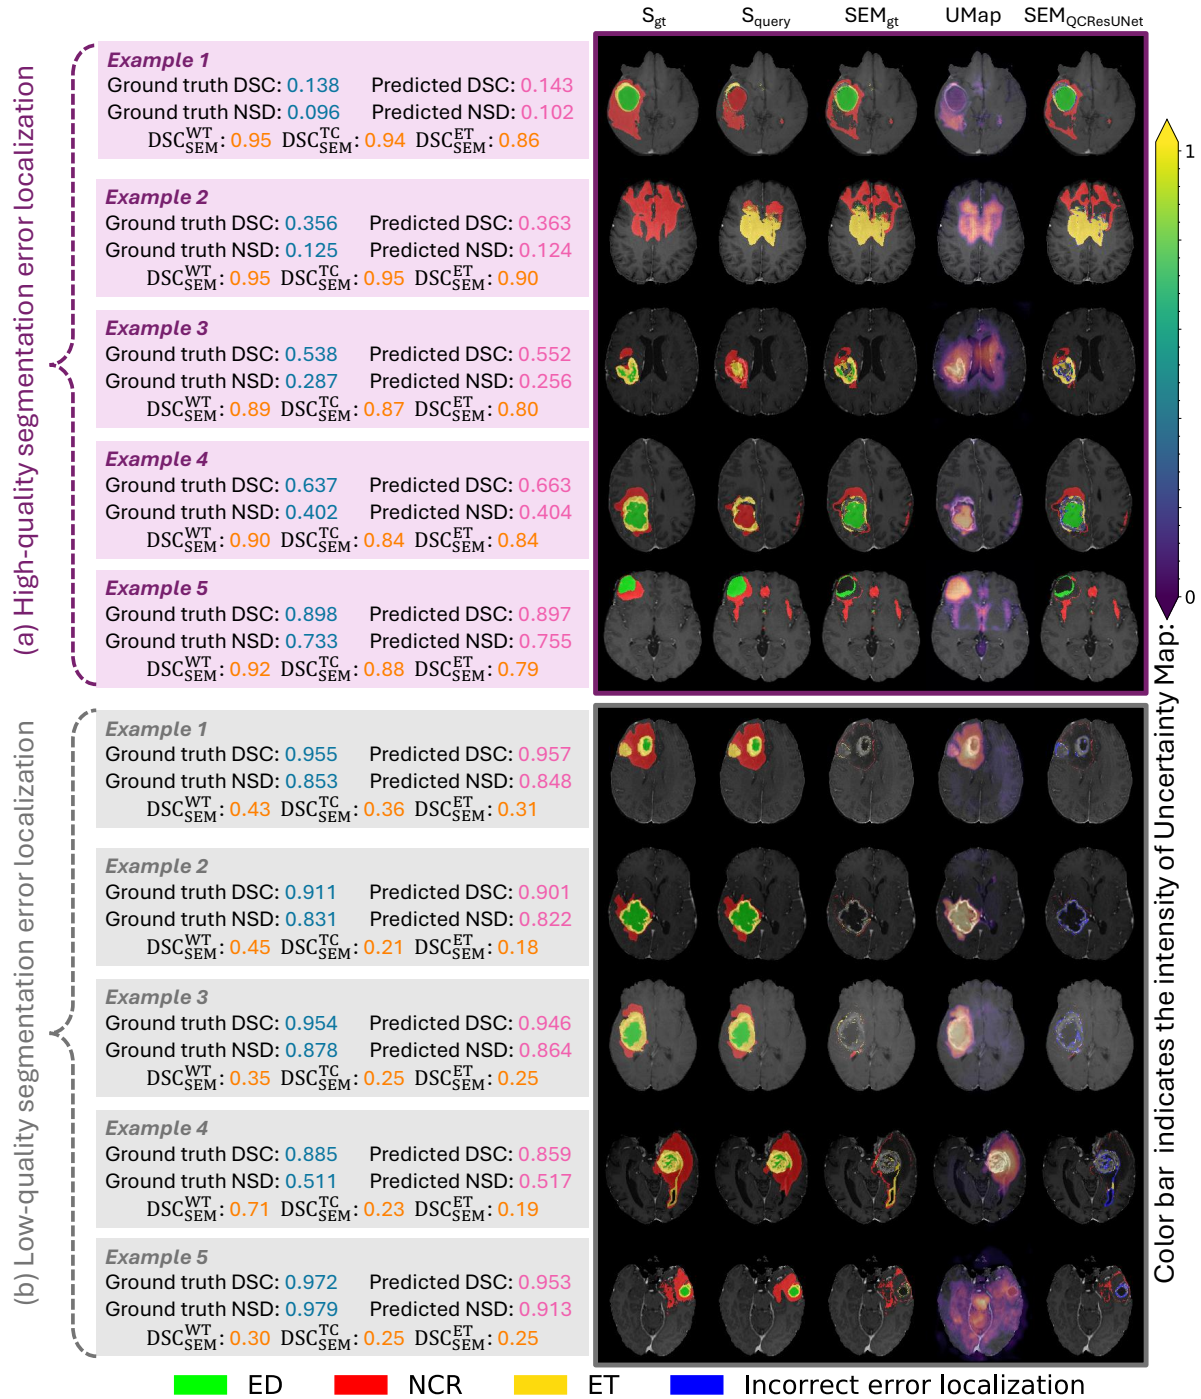 S_gt S_query SEM_gt UMap SEM_QCResUNet
(a) High-quality segmentation error localization
Example 1
Ground truth DSC: 0.138 Predicted DSC: 0.143
Ground truth NSD: 0.096 Predicted NSD: 0.102
DSC^WT_SEM: 0.95 DSC^TC_SEM: 0.94 DSC^ET_SEM: 0.86
Example 2
Ground truth DSC: 0.356 Predicted DSC: 0.363
Ground truth NSD: 0.125 Predicted NSD: 0.124
DSC^WT_SEM: 0.95 DSC^TC_SEM: 0.95 DSC^ET_SEM: 0.90
Example 3
Ground truth DSC: 0.538 Predicted DSC: 0.552
Ground truth NSD: 0.287 Predicted NSD: 0.256
DSC^WT_SEM: 0.89 DSC^TC_SEM: 0.87 DSC^ET_SEM: 0.80
Example 4
Ground truth DSC: 0.637 Predicted DSC: 0.663
Ground truth NSD: 0.402 Predicted NSD: 0.404
DSC^WT_SEM: 0.90 DSC^TC_SEM: 0.84 DSC^ET_SEM: 0.84
Example 5
Ground truth DSC: 0.898 Predicted DSC: 0.897
Ground truth NSD: 0.733 Predicted NSD: 0.755
DSC^WT_SEM: 0.92 DSC^TC_SEM: 0.88 DSC^ET_SEM: 0.79
(b) Low-quality segmentation error localization
Example 1
Ground truth DSC: 0.955 Predicted DSC: 0.957
Ground truth NSD: 0.853 Predicted NSD: 0.848
DSC^WT_SEM: 0.43 DSC^TC_SEM: 0.36 DSC^ET_SEM: 0.31
Example 2
Ground truth DSC: 0.911 Predicted DSC: 0.901
Ground truth NSD: 0.831 Predicted NSD: 0.822
DSC^WT_SEM: 0.45 DSC^TC_SEM: 0.21 DSC^ET_SEM: 0.18
Example 3
Ground truth DSC: 0.954 Predicted DSC: 0.946
Ground truth NSD: 0.878 Predicted NSD: 0.864
DSC^WT_SEM: 0.35 DSC^TC_SEM: 0.25 DSC^ET_SEM: 0.25
Example 4
Ground truth DSC: 0.885 Predicted DSC: 0.859
Ground truth NSD: 0.511 Predicted NSD: 0.517
DSC^WT_SEM: 0.71 DSC^TC_SEM: 0.23 DSC^ET_SEM: 0.19
Example 5
Ground truth DSC: 0.972 Predicted DSC: 0.953
Ground truth NSD: 0.979 Predicted NSD: 0.913
DSC^WT_SEM: 0.30 DSC^TC_SEM: 0.25 DSC^ET_SEM: 0.25
1
0
Color bar indicates the intensity of Uncertainty Map:
ED NCR ET Incorrect error localization